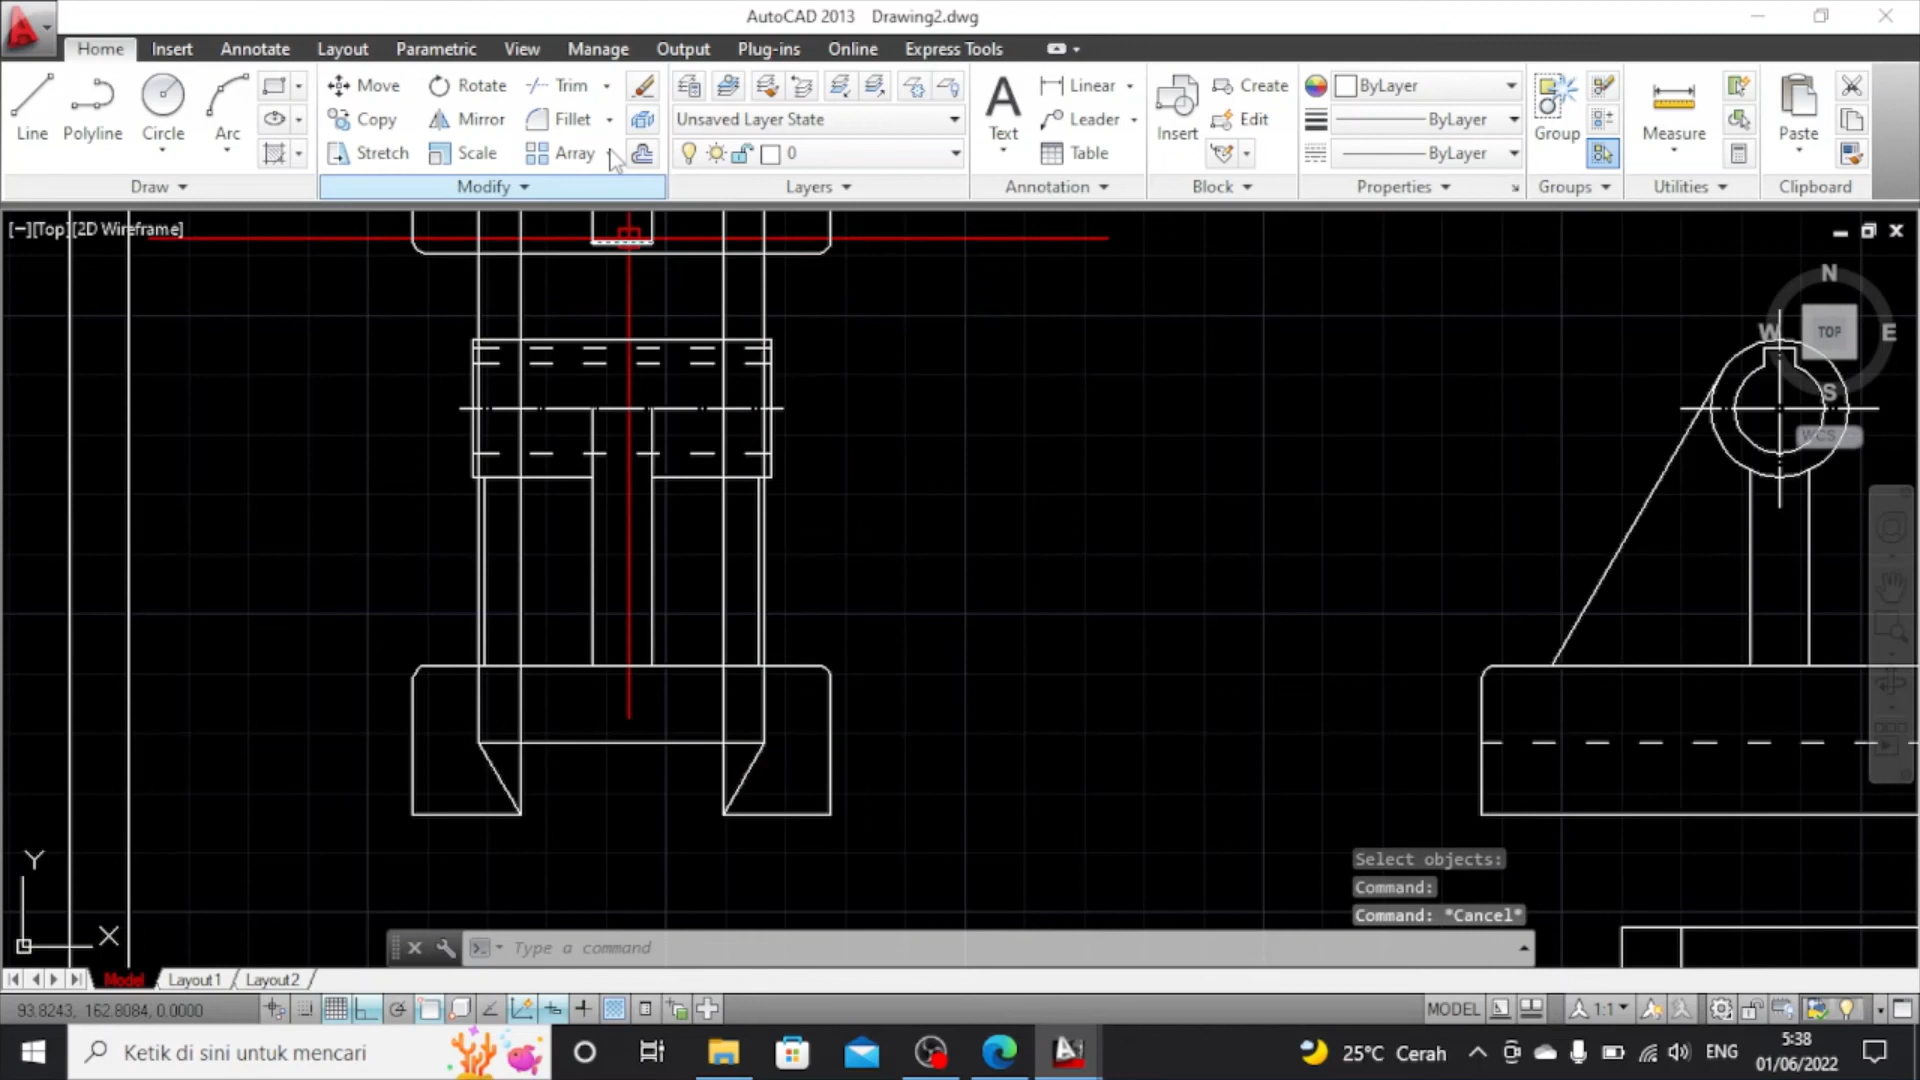 AutoCAD 2013 Drawing2.dwg
Home Insert Annotate Layout Parametric View Manage Output Plug-ins Online Express Tools
Line Polyline Circle Arc
Move Rotate Trim
Copy Mirror Fillet
Stretch Scale Array
Unsaved Layer State
0
Text
Linear
Leader
Table
Insert
Create
Edit
ByLayer
ByLayer
ByLayer
Group
Measure
Paste
Draw Modify Layers Annotation Block Properties Groups Utilities Clipboard
[−][Top][2D Wireframe]
N
W TOP E
S
WCS
Select objects:
Command:
Command: *Cancel*
Type a command
Y
X
Model Layout1 Layout2
93.8243, 162.8084, 0.0000
MODEL 1:1
Ketik di sini untuk mencari
25°C Cerah
ENG
5:38
01/06/2022